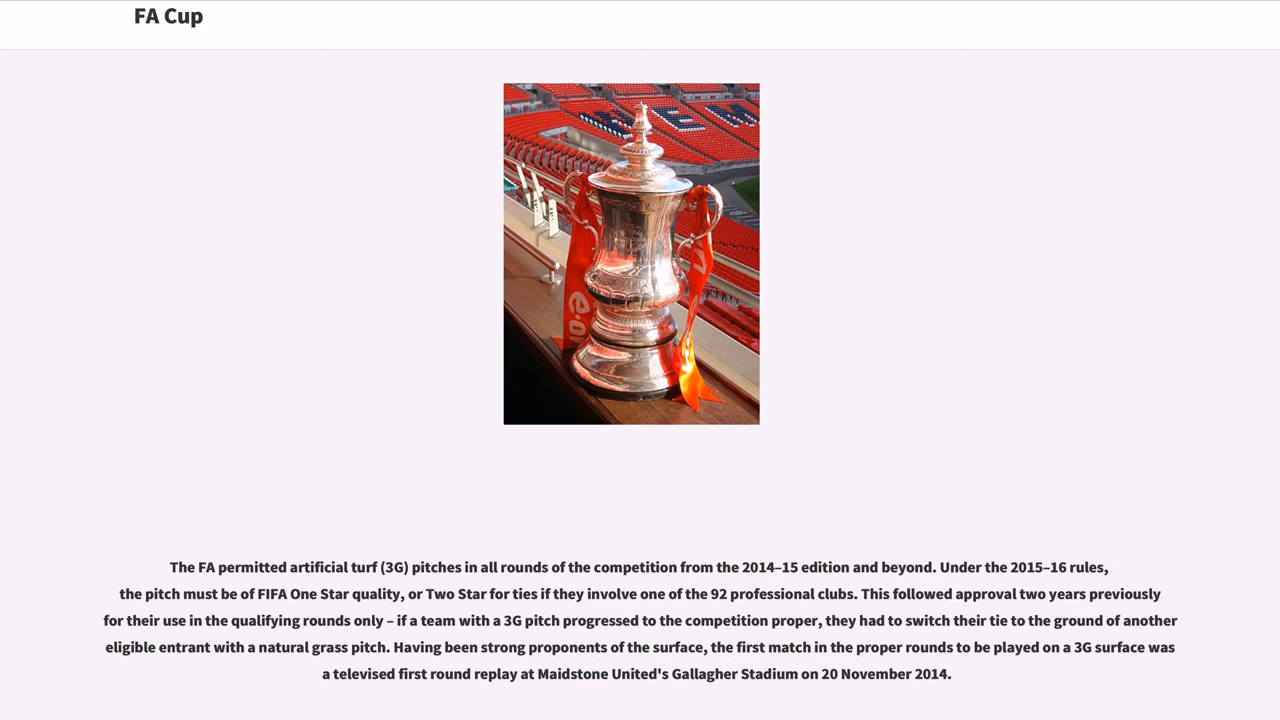 FA Cup
EM
e.on
The FA permitted artificial turf (3G) pitches in all rounds of the competition from the 2014–15 edition and beyond. Under the 2015–16 rules,
the pitch must be of FIFA One Star quality, or Two Star for ties if they involve one of the 92 professional clubs. This followed approval two years previously
for their use in the qualifying rounds only – if a team with a 3G pitch progressed to the competition proper, they had to switch their tie to the ground of another
eligible entrant with a natural grass pitch. Having been strong proponents of the surface, the first match in the proper rounds to be played on a 3G surface was
a televised first round replay at Maidstone United's Gallagher Stadium on 20 November 2014.